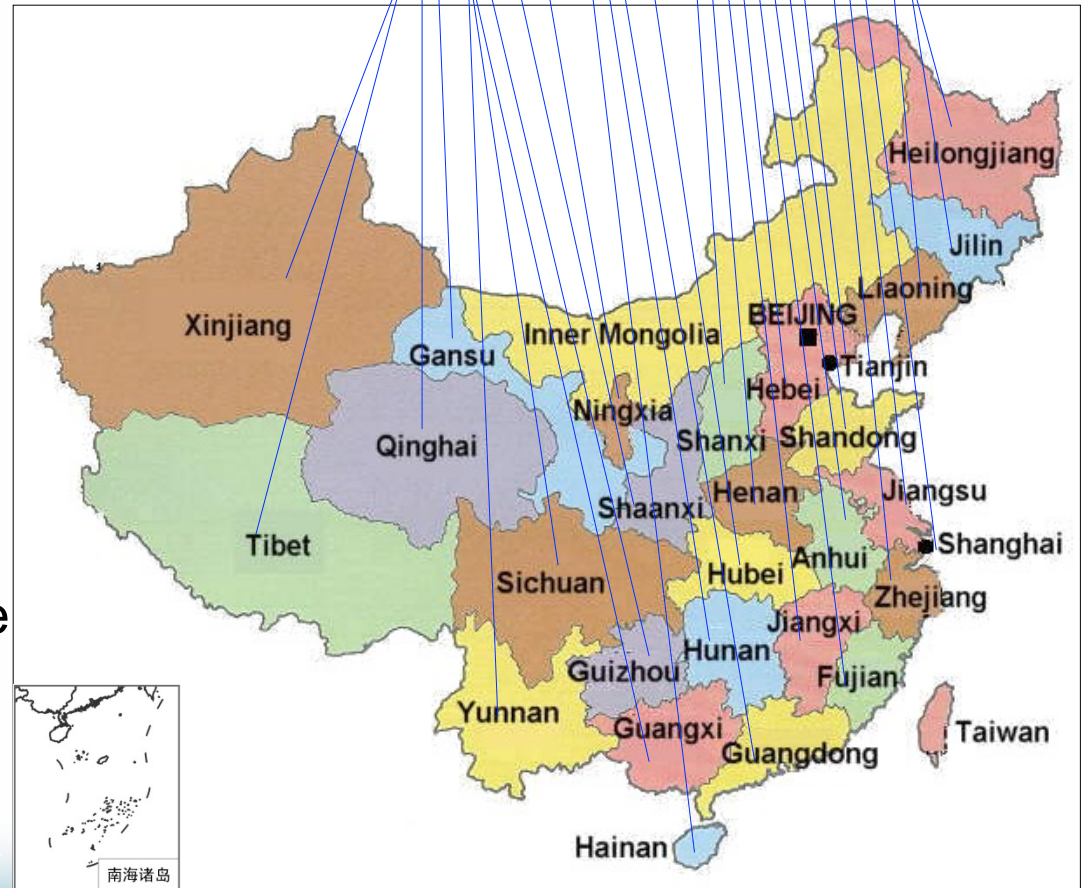 Heilongjiang
Jilin
Liaoning
BEIJING
Xinjiang
Inner Mongolia
Gansu
Tianjin
Hebei
Ningxia
Qinghai
Shanxi
Shandong
Henan
Jiangsu
Shaanxi
Tibet
Shanghai
Anhui
Hubei
Sichuan
Zhejiang
e
Jiangxi
Hunan
Guizhou
Fujian
Yunnan
Guangxi
Taiwan
Guangdong
Hainan
南海诸岛